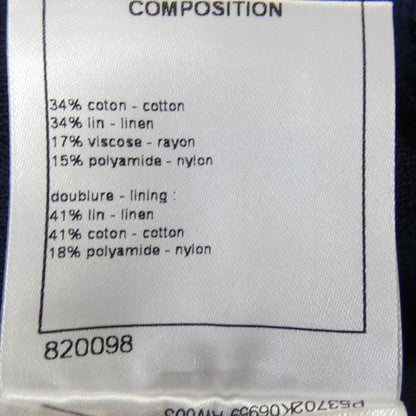 COMPOSITION
34% coton - cotton
34% lin - linen
17% viscose - rayon
15% polyamide - nylon
doublure - lining :
41% lin - linen
41% coton - cotton
18% polyamide - nylon
820098
P53702K06959